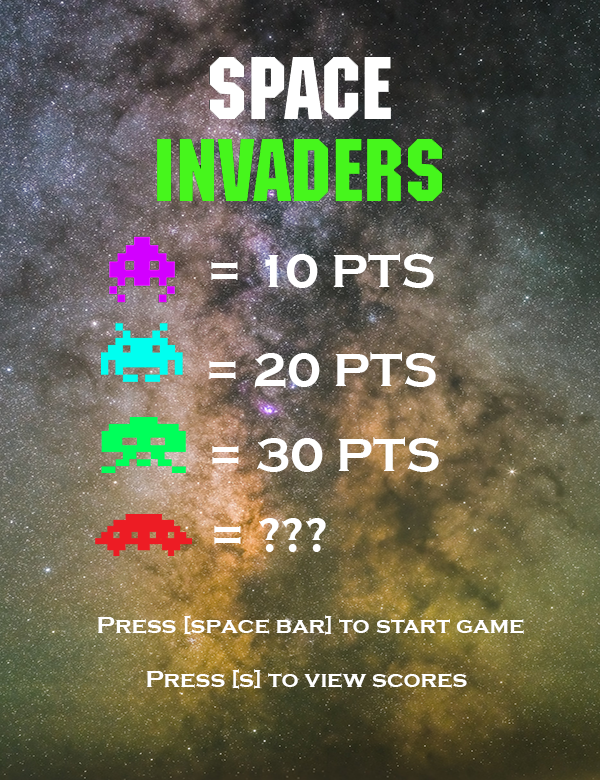 SPACE
INVADERS
= 10 PTS
= 20 PTS
= 30 PTS
= ???
Press [space bar] to start game
Press [s] to view scores